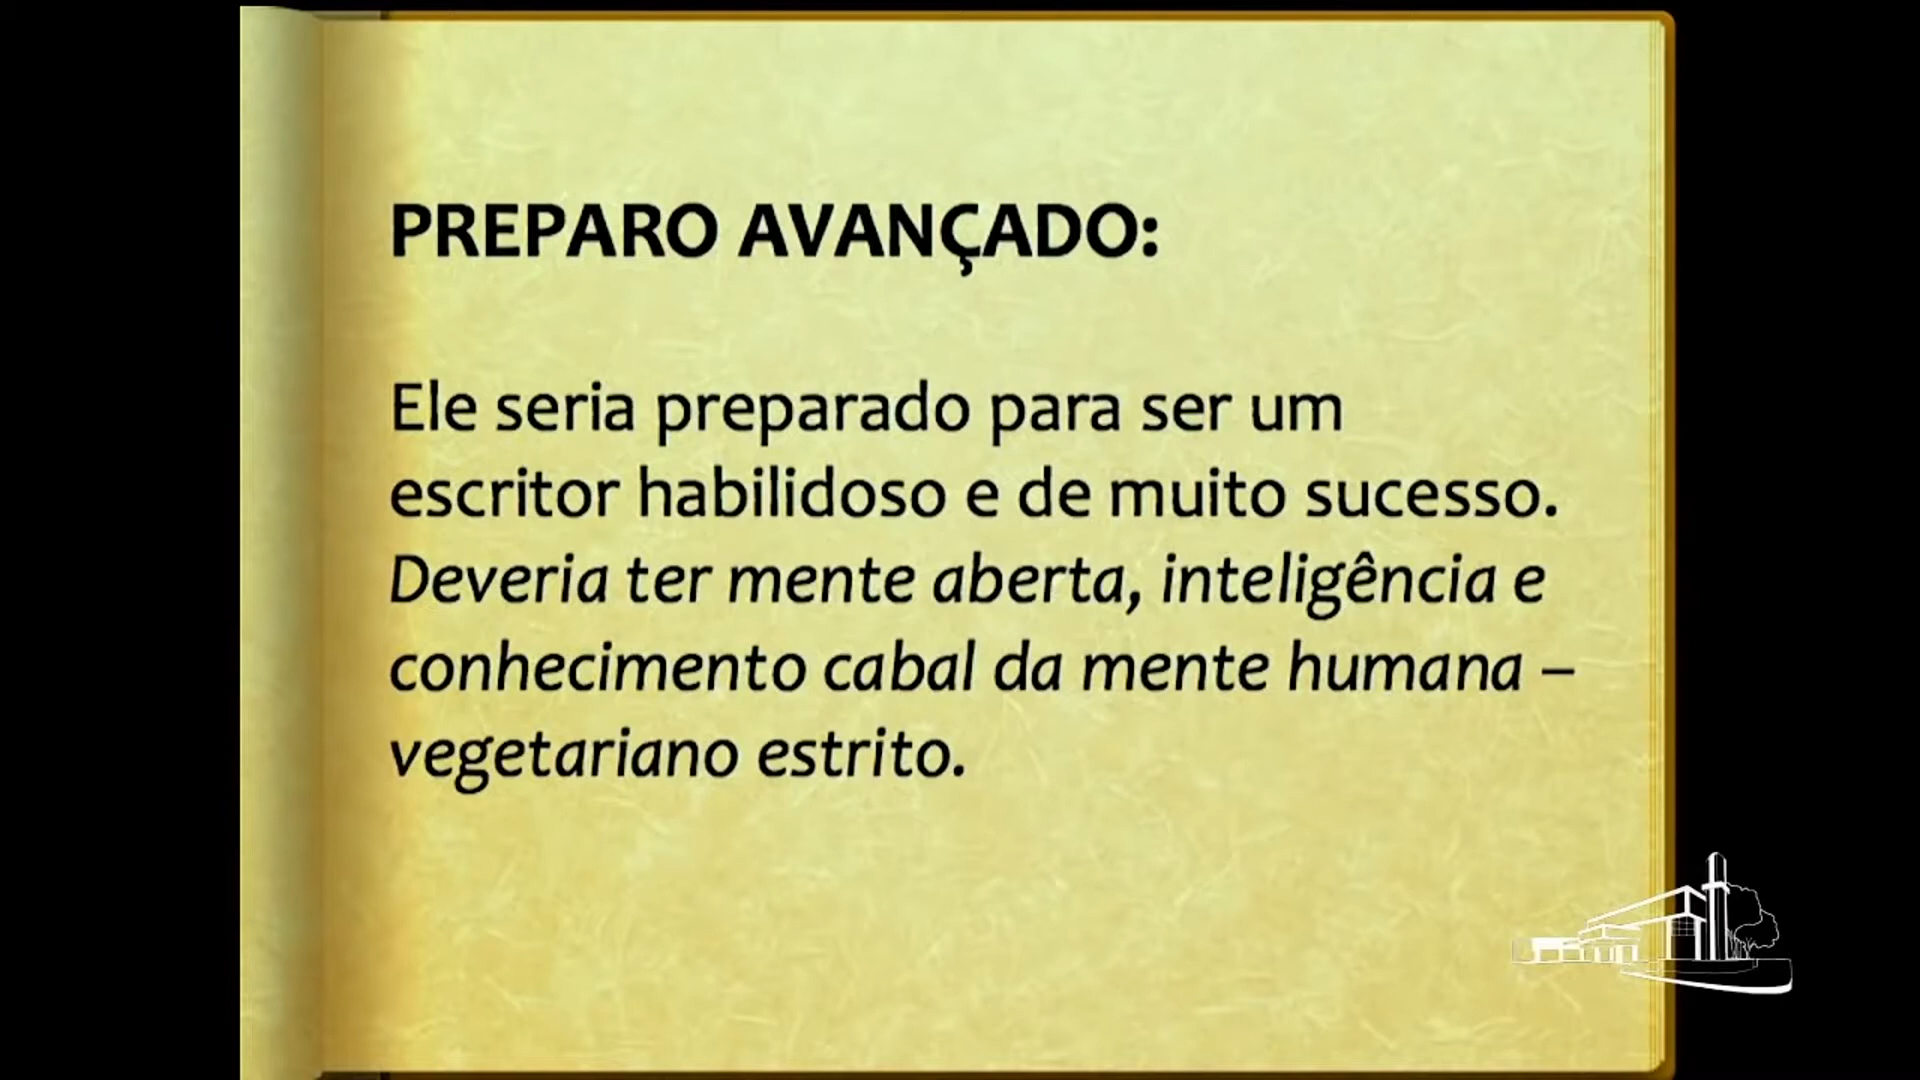 PREPARO AVANÇADO:
Ele seria preparado para ser um
escritor habilidoso e de muito sucesso.
Deveria ter mente aberta, inteligência e
conhecimento cabal da mente humana –
vegetariano estrito.